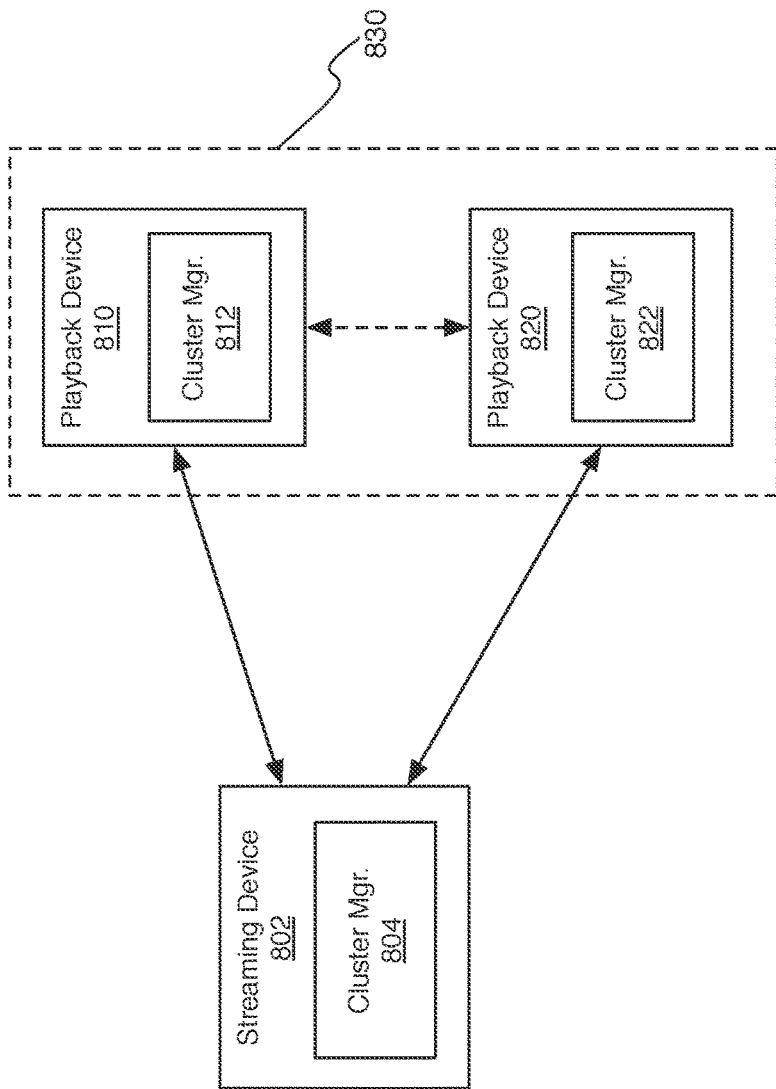 Streaming Device
802
Cluster Mgr.
804
Playback Device
810
Cluster Mgr.
812
Playback Device
820
Cluster Mgr.
822
830